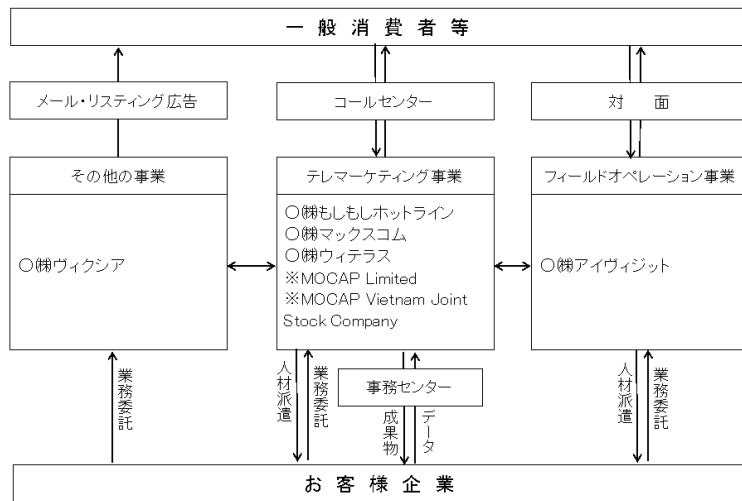 一般消費者等
メール・リスティング広告
コールセンター
対　面
その他の事業
テレマーケティング事業
フィールドオペレーション事業
○㈱ヴィクシア
○㈱もしもしホットライン
○㈱マックスコム
○㈱ウィテラス
※MOCAP Limited
※MOCAP Vietnam Joint
Stock Company
○㈱アイヴィジット
業務委託
人材派遣
業務委託
事務センター
成果物
データ
人材派遣
業務委託
お客様企業